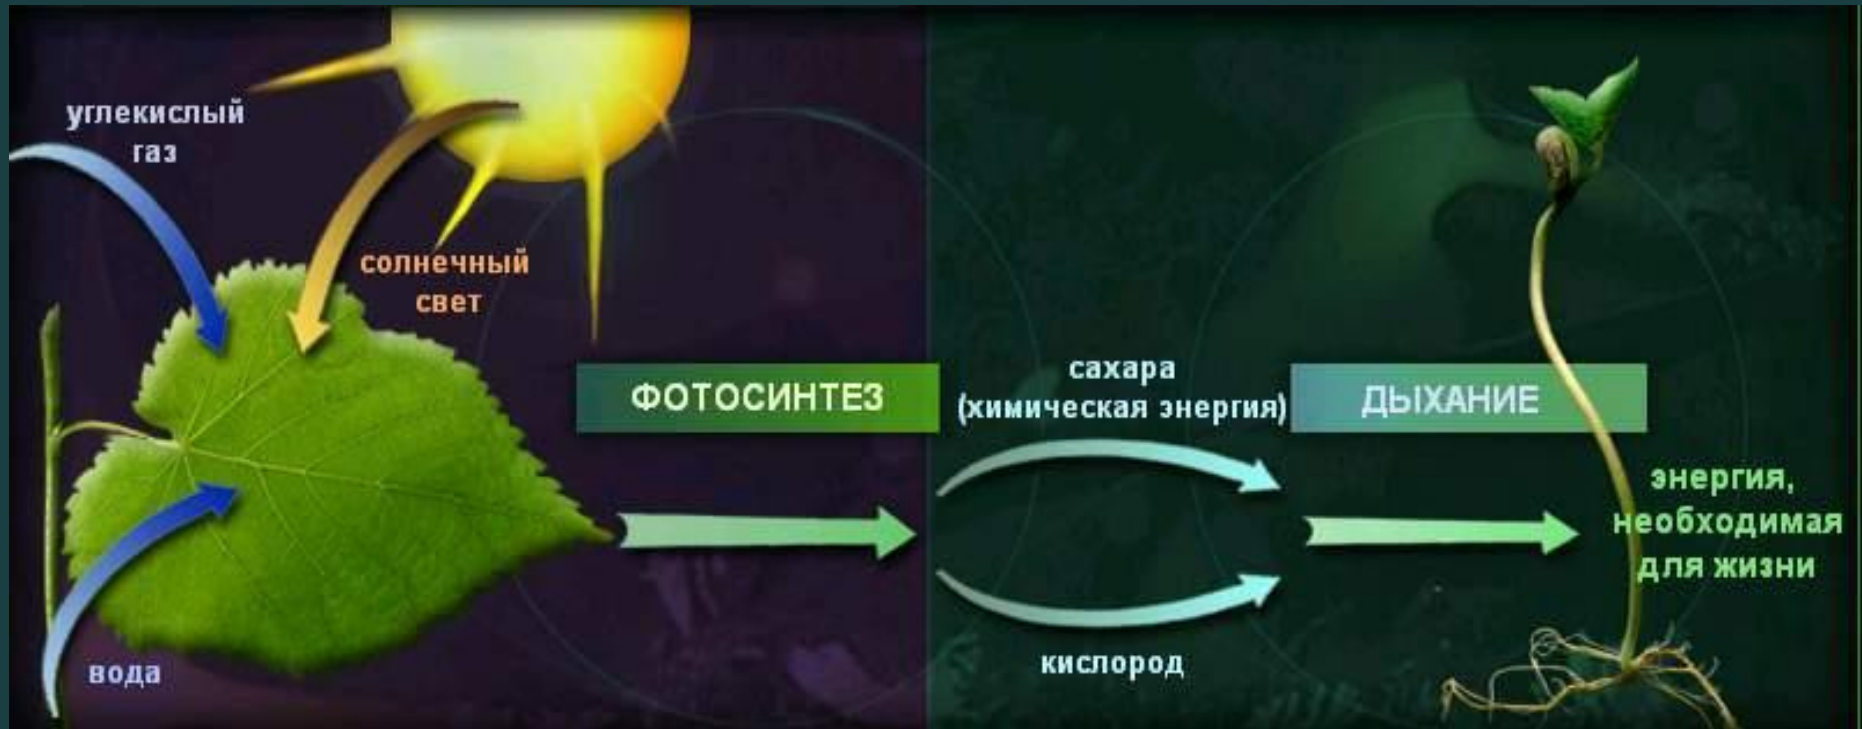 углекислый
газ
солнечный
свет
ФОТОСИНТЕЗ
сахара
(химическая энергия)
ДЫХАНИЕ
энергия,
необходимая
для жизни
вода
кислород